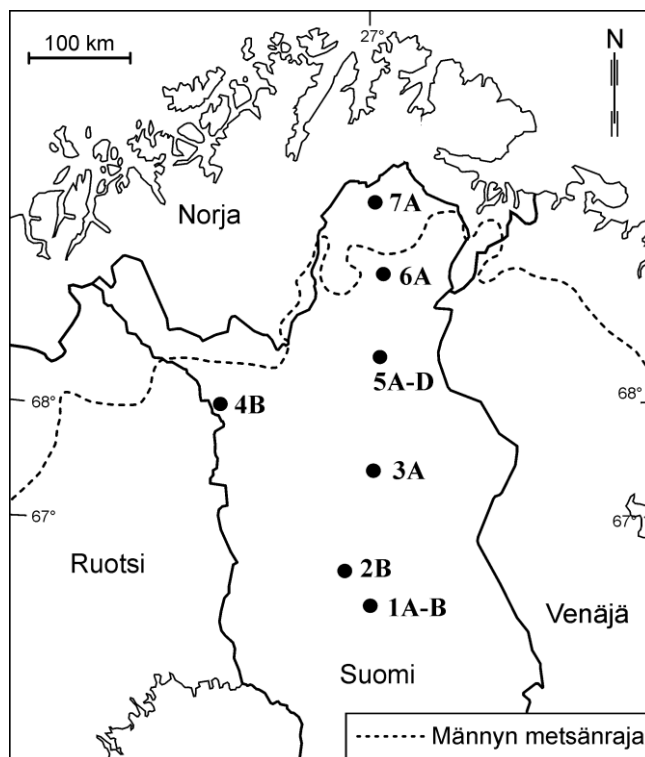 27°
100 km
N
7A
Norja
6A
5A-D
68°
4B
68°
3A
67°
67°
Ruotsi
2B
1A-B
Venäjä
Suomi
Männyn metsänraja